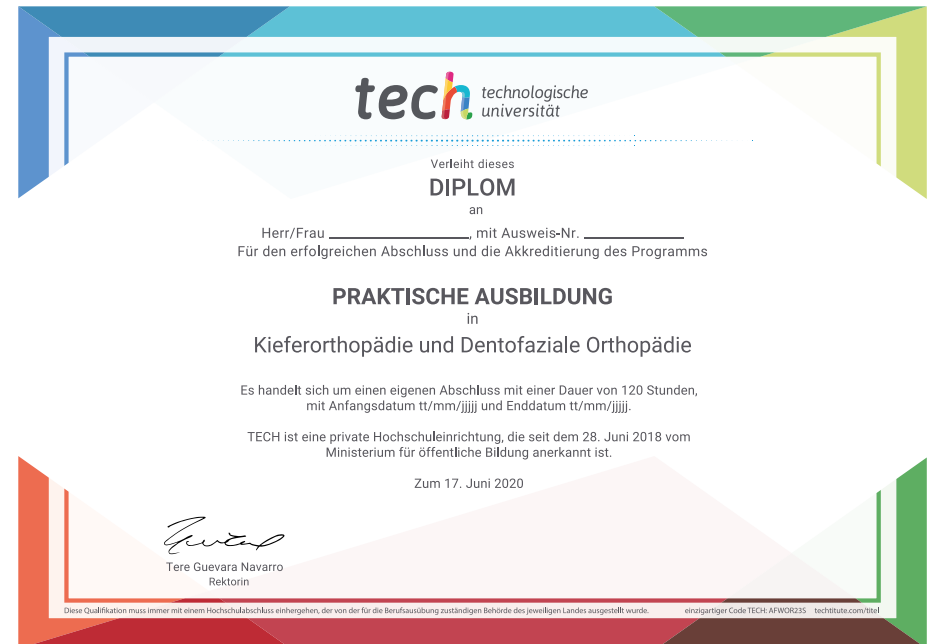 tech technologische
universität
Verleiht dieses
DIPLOM
an
Herr/Frau ____________________, mit Ausweis-Nr. ______________
Für den erfolgreichen Abschluss und die Akkreditierung des Programms
PRAKTISCHE AUSBILDUNG
in
Kieferorthopädie und Dentofaziale Orthopädie
Es handelt sich um einen eigenen Abschluss mit einer Dauer von 120 Stunden,
mit Anfangsdatum tt/mm/jjjjj und Enddatum tt/mm/jjjjj.
TECH ist eine private Hochschuleinrichtung, die seit dem 28. Juni 2018 vom
Ministerium für öffentliche Bildung anerkannt ist.
Zum 17. Juni 2020
Tere Guevara Navarro
Rektorin
Diese Qualifikation muss immer mit einem Hochschulabschluss einhergehen, der von der für die Berufsausübung zuständigen Behörde des jeweiligen Landes ausgestellt wurde. einzigartiger Code TECH: AFWOR23S techtitute.com/titel